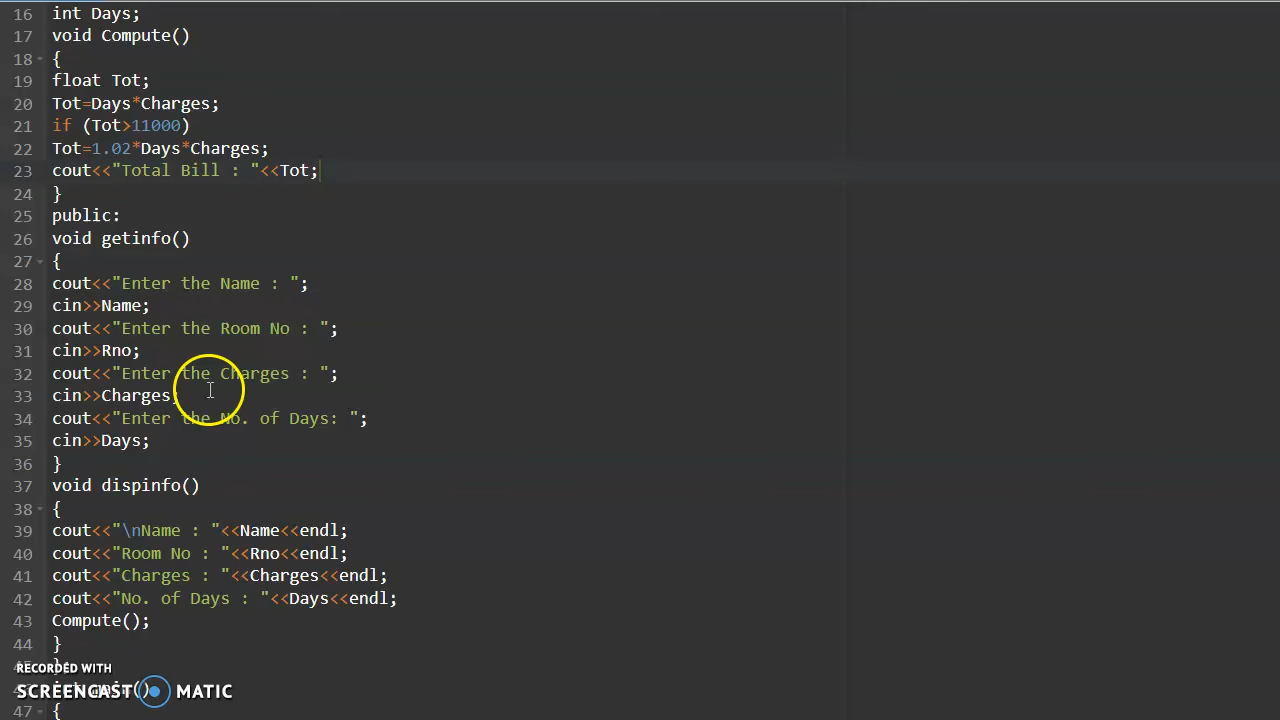 16 int Days;
17 void Compute()
18 {
19 float Tot;
20 Tot=Days*Charges;
21 if (Tot>11000)
22 Tot=1.02*Days*Charges;
23 cout<<"Total Bill : "<<Tot;
24 }
25 public:
26 void getinfo()
27 {
28 cout<<"Enter the Name : ";
29 cin>>Name;
30 cout<<"Enter the Room No : ";
31 cin>>Rno;
32 cout<<"Enter the Charges : ";
33 cin>>Charges;
34 cout<<"Enter the No. of Days: ";
35 cin>>Days;
36 }
37 void dispinfo()
38 {
39 cout<<"\nName : "<<Name<<endl;
40 cout<<"Room No : "<<Rno<<endl;
41 cout<<"Charges : "<<Charges<<endl;
42 cout<<"No. of Days : "<<Days<<endl;
43 Compute();
44 }
RECORDED WITH
SCREENCAST MATIC
47 {